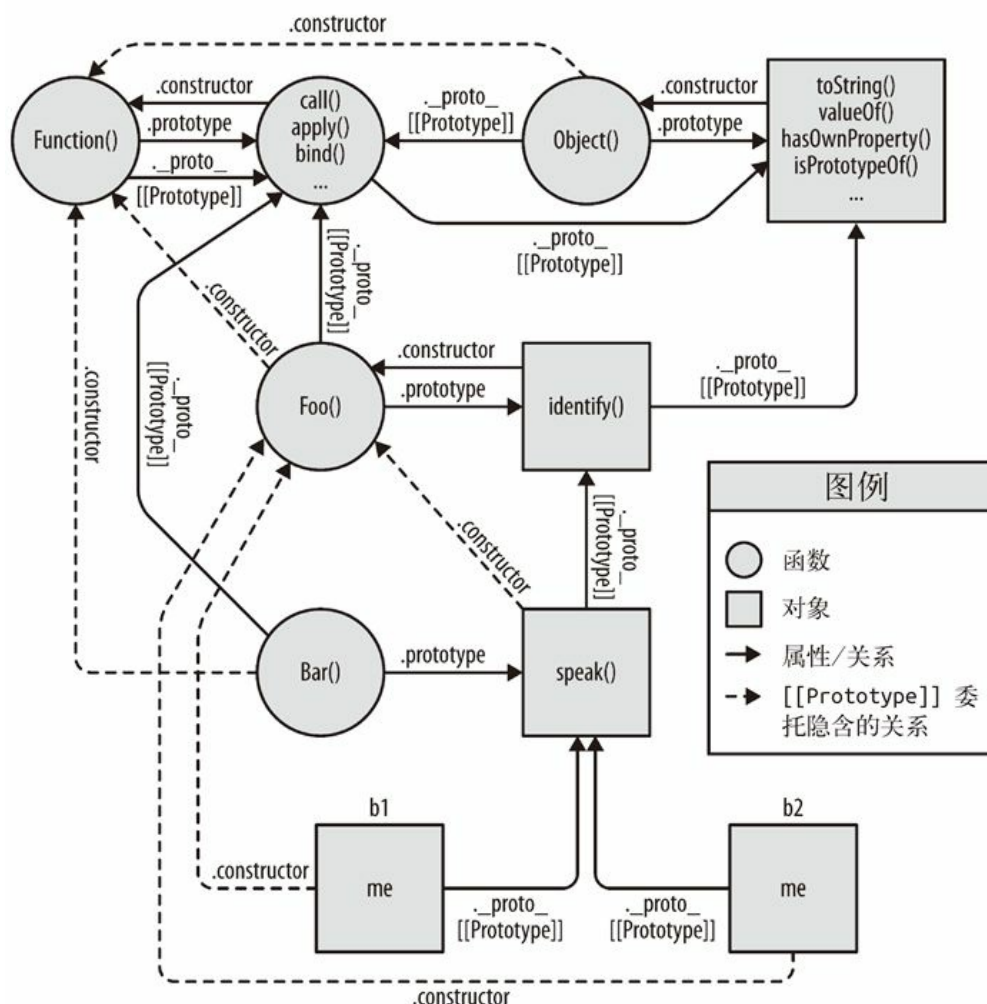 .constructor
Function()
.constructor
.prototype
._proto_
[[Prototype]]
call()
apply()
bind()
...
._proto_
[[Prototype]]
Object()
.constructor
.prototype
toString()
valueOf()
hasOwnProperty()
isPrototypeOf()
...
._proto_
[[Prototype]]
._proto_
[[Prototype]]
.constructor
.constructor
._proto_
[[Prototype]]
Foo()
.constructor
.prototype
identify()
._proto_
[[Prototype]]
._proto_
[[Prototype]]
.constructor
Bar()
.prototype
speak()
图例
函数
对象
属性/关系
[[Prototype]] 委
托隐含的关系
b1
me
.constructor
._proto_
[[Prototype]]
b2
me
._proto_
[[Prototype]]
.constructor